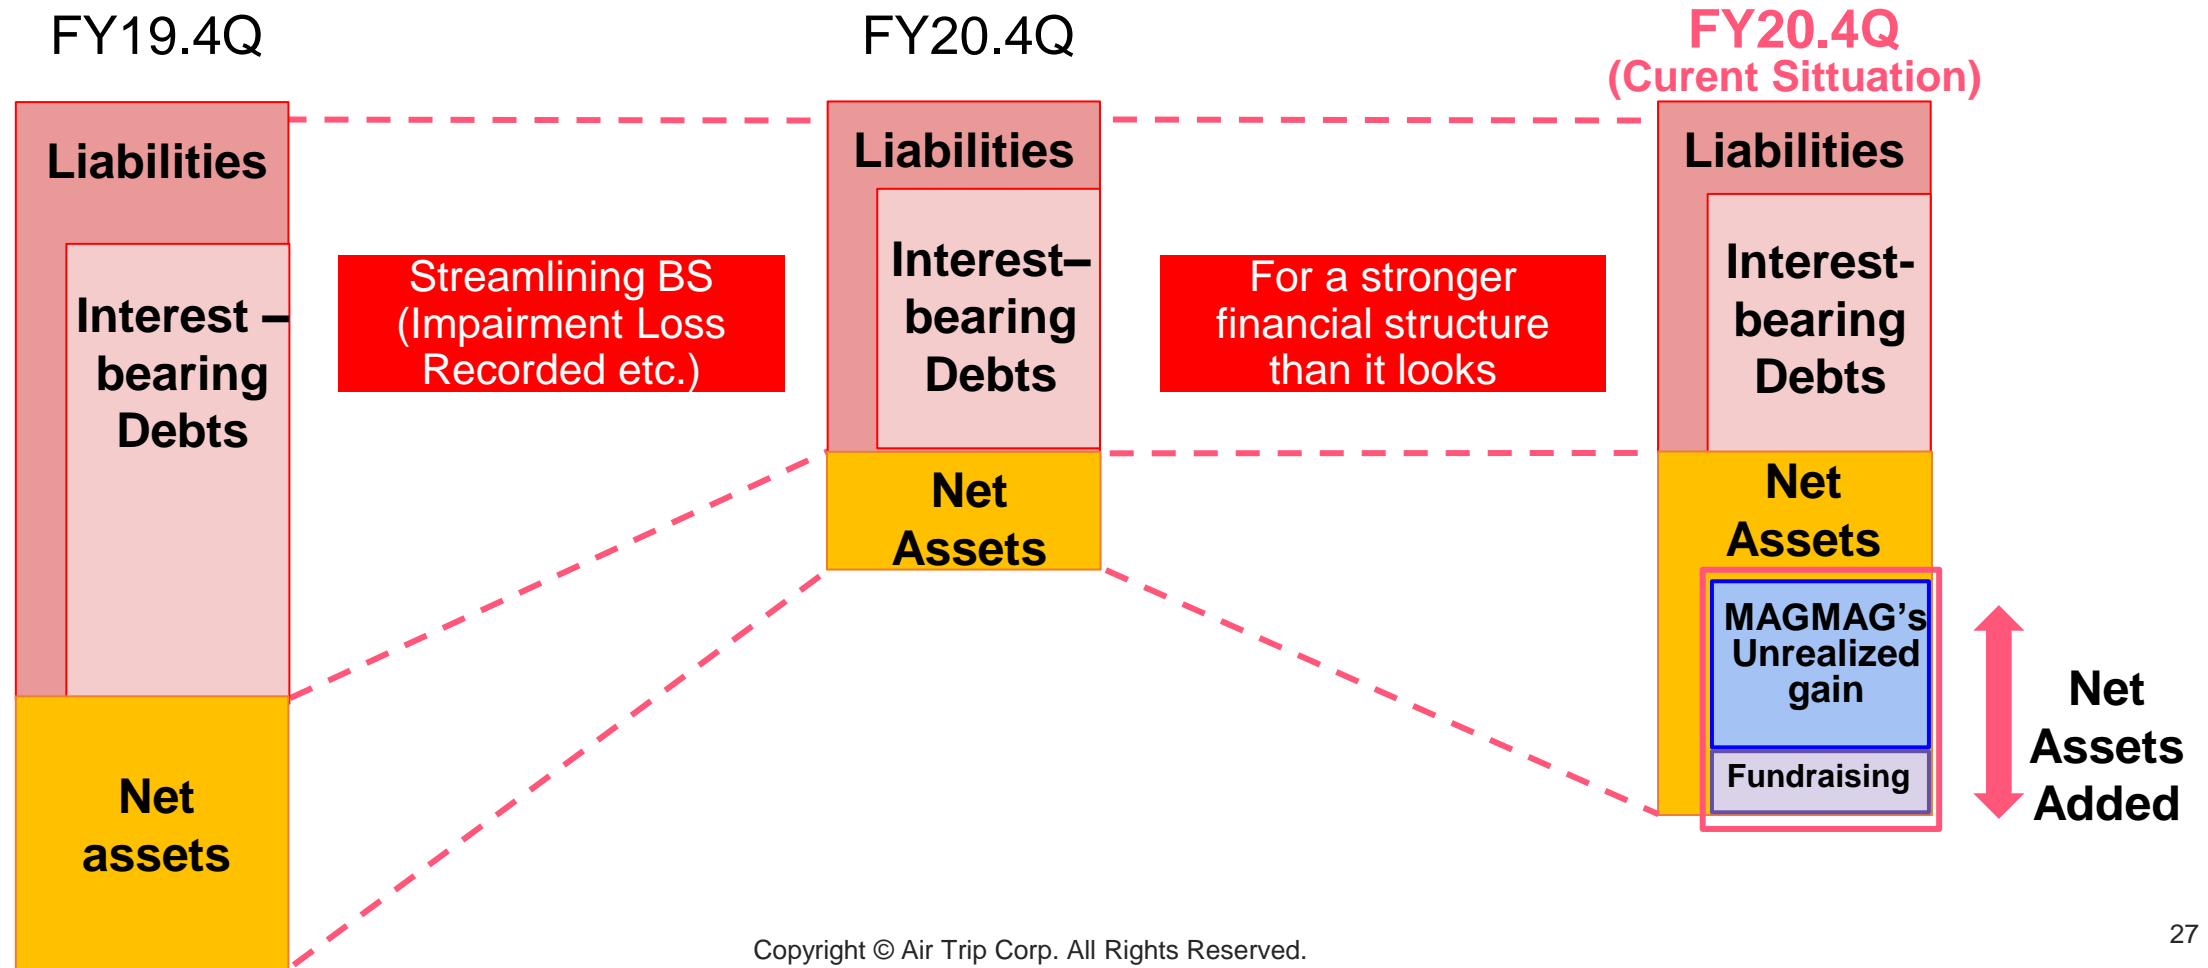 FY19.4Q
Liabilities
Interest –
bearing
Debts
Net
assets
Streamlining BS
(Impairment Loss
Recorded etc.)
FY20.4Q
Liabilities
Interest–
bearing
Debts
Net
Assets
For a stronger
financial structure
than it looks
FY20.4Q
(Curent Sittuation)
Liabilities
Interest-
bearing
Debts
Net
Assets
MAGMAG’s
Unrealized
gain
Fundraising
Net
Assets
Added
Copyright © Air Trip Corp. All Rights Reserved.
27